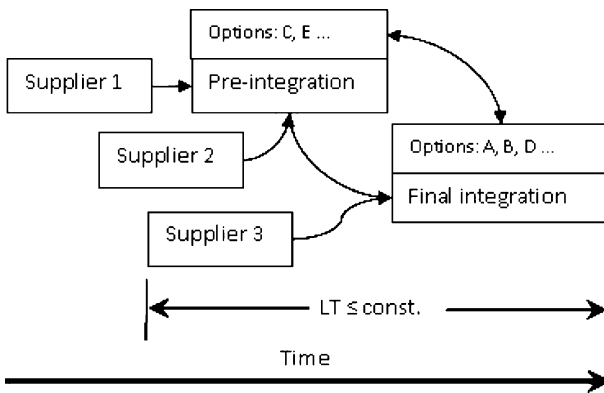 Options: C, E ...
Supplier 1
Pre-integration
Supplier 2
Options: A, B, D ...
Final integration
Supplier 3
LT ≤ const.
Time